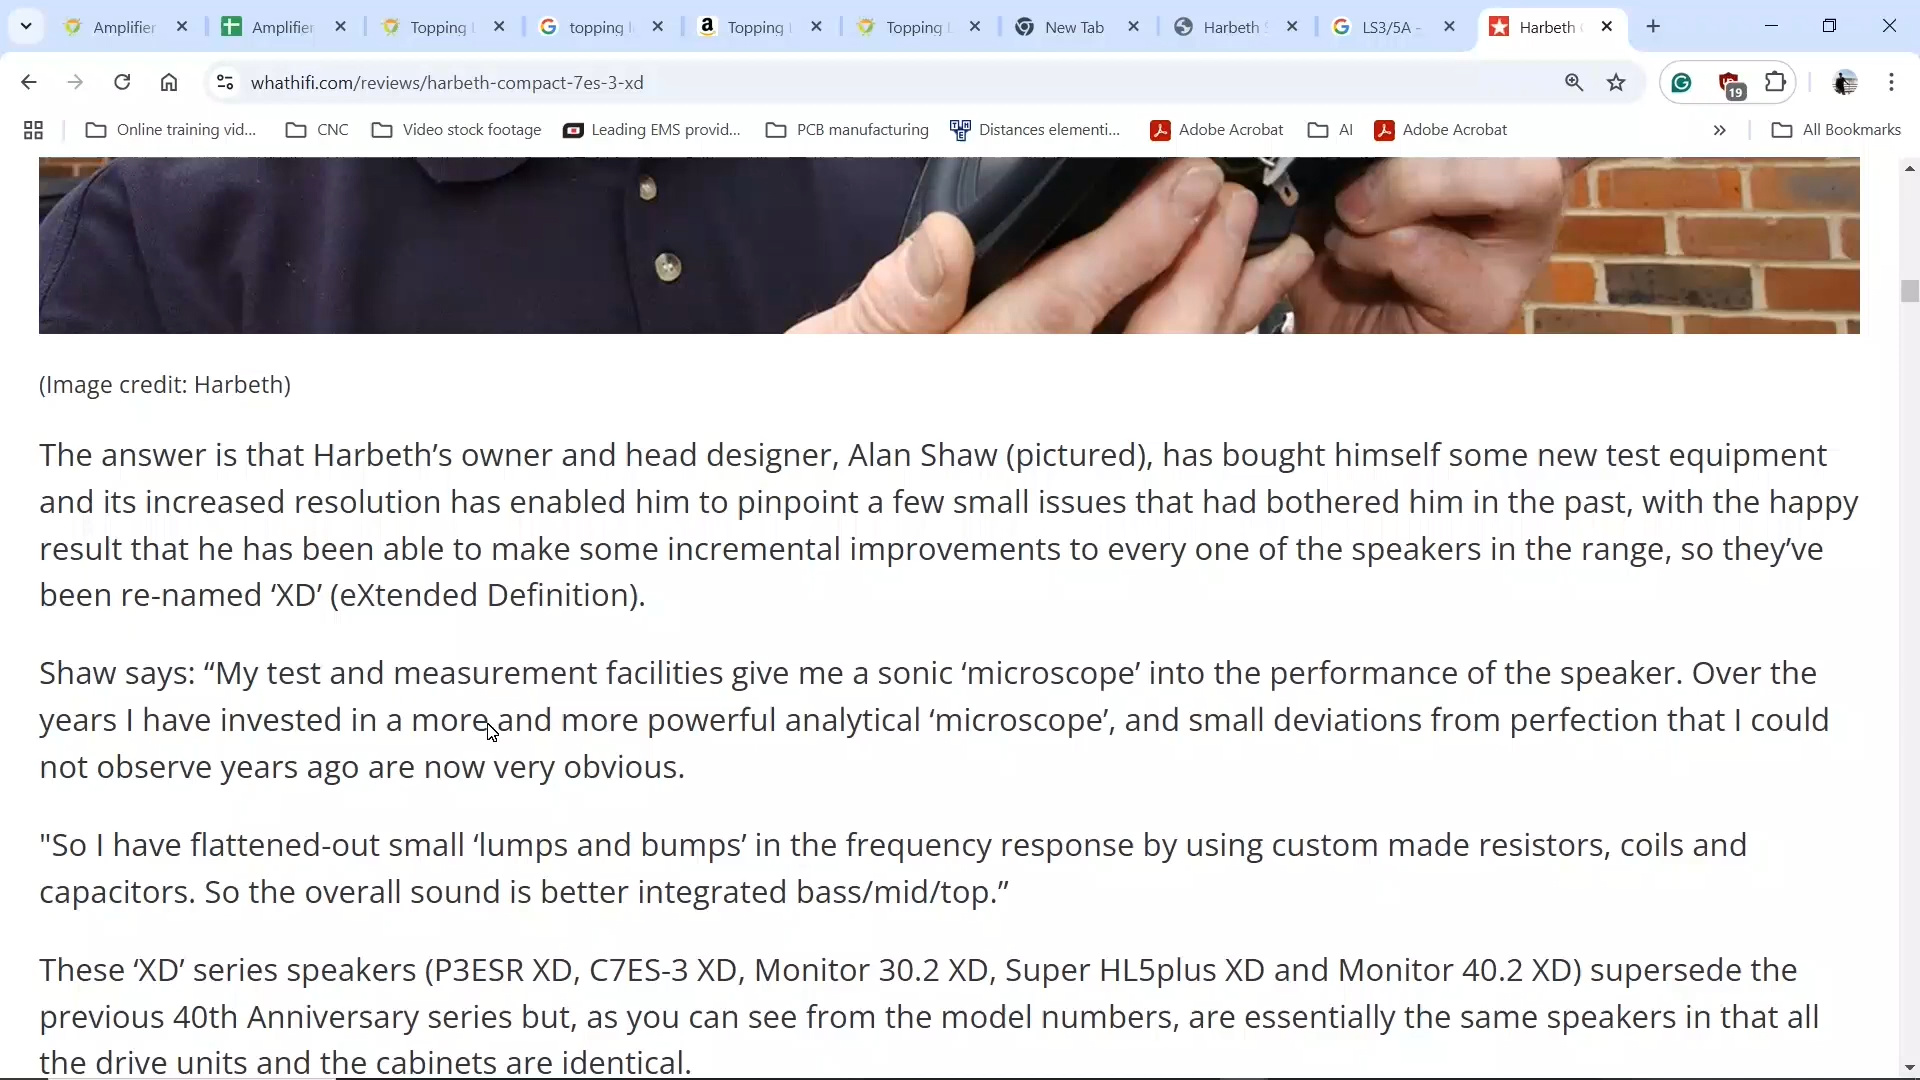 Amplifier
Amplifier
Topping
topping l
Topping
Topping L
New Tab
Harbeth S
LS3/5A -
Harbeth
whathifi.com/reviews/harbeth-compact-7es-3-xd
19
Online training vid...
CNC
Video stock footage
Leading EMS provid...
PCB manufacturing
Distances elementi...
Adobe Acrobat
AI
Adobe Acrobat
»
All Bookmarks
(Image credit: Harbeth)
The answer is that Harbeth’s owner and head designer, Alan Shaw (pictured), has bought himself some new test equipment
and its increased resolution has enabled him to pinpoint a few small issues that had bothered him in the past, with the happy
result that he has been able to make some incremental improvements to every one of the speakers in the range, so they’ve
been re-named ‘XD’ (eXtended Definition).
Shaw says: “My test and measurement facilities give me a sonic ‘microscope’ into the performance of the speaker. Over the
years I have invested in a more and more powerful analytical ‘microscope’, and small deviations from perfection that I could
not observe years ago are now very obvious.
"So I have flattened-out small ‘lumps and bumps’ in the frequency response by using custom made resistors, coils and
capacitors. So the overall sound is better integrated bass/mid/top.”
These ‘XD’ series speakers (P3ESR XD, C7ES-3 XD, Monitor 30.2 XD, Super HL5plus XD and Monitor 40.2 XD) supersede the
previous 40th Anniversary series but, as you can see from the model numbers, are essentially the same speakers in that all
the drive units and the cabinets are identical.